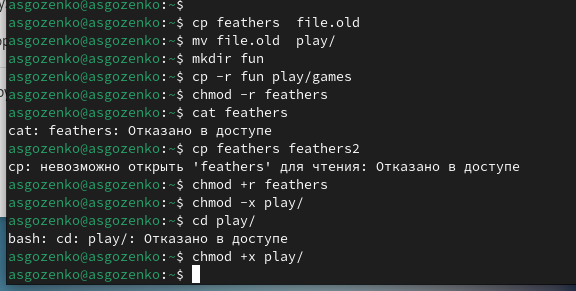 asgozenko@asgozenko:~$
asgozenko@asgozenko:~$ cp feathers  file.old
asgozenko@asgozenko:~$ mv file.old  play/
asgozenko@asgozenko:~$ mkdir fun
asgozenko@asgozenko:~$ cp -r fun play/games
asgozenko@asgozenko:~$ chmod -r feathers
asgozenko@asgozenko:~$ cat feathers
cat: feathers: Отказано в доступе
asgozenko@asgozenko:~$ cp feathers feathers2
cp: невозможно открыть 'feathers' для чтения: Отказано в доступе
asgozenko@asgozenko:~$ chmod +r feathers
asgozenko@asgozenko:~$ chmod -x play/
asgozenko@asgozenko:~$ cd play/
bash: cd: play/: Отказано в доступе
asgozenko@asgozenko:~$ chmod +x play/
asgozenko@asgozenko:~$